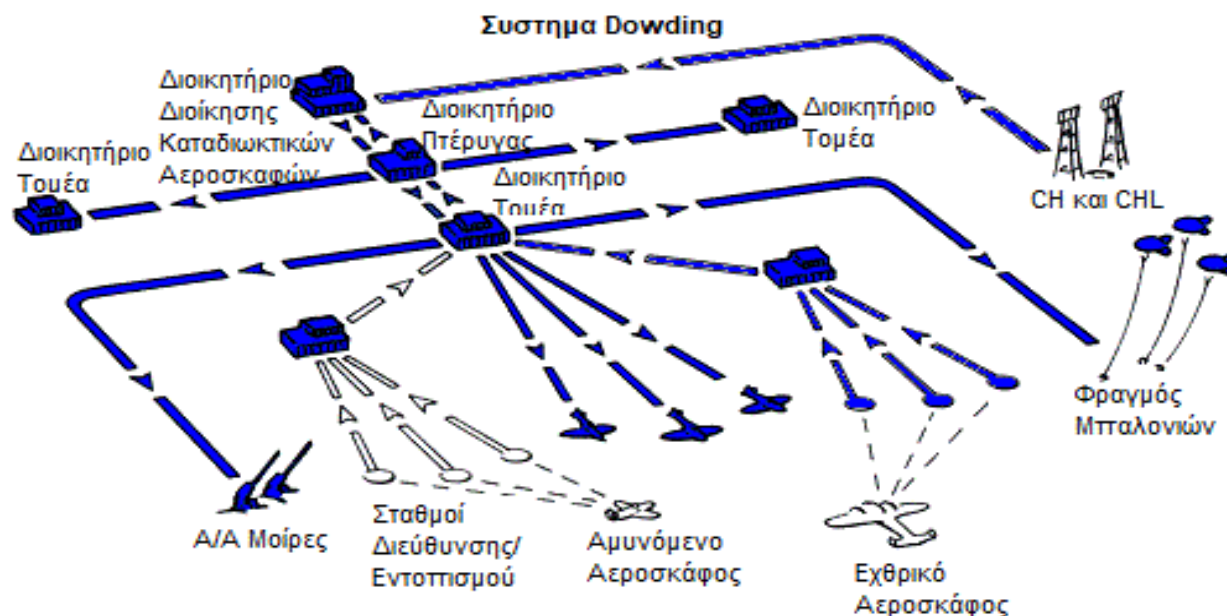 Συστημα Dowding
Διοικητήριο
Διοίκησης
Καταδιωκτικών
Αεροσκαφών
Διοικητήριο
Πτέρυγας
Διοικητήριο
Τομέα
Διοικητήριο
Τομέα
Διοικητήριο
Τομέα
CH και CHL
Φραγμός
Μπαλονιών
Α/Α Μοίρες
Σταθμοί
Διεύθυνσης/
Εντοπισμού
Αμυνόμενο
Αεροσκάφος
Εχθρικό
Αεροσκάφος